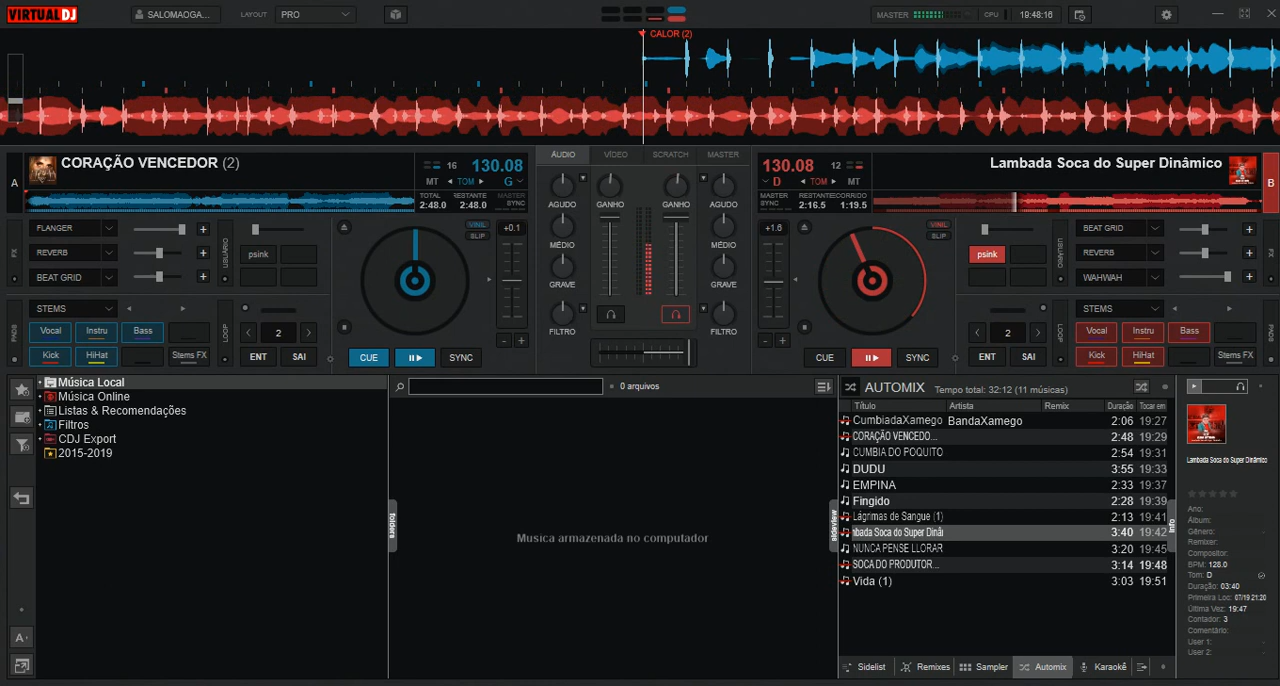 VIRTUALDJ
SALOMAOGA...
LAYOUT PRO
MASTER
CPU
19:48:16
CALOR (2)
A
CORAÇÃO VENCEDOR (2)
16 130.08
MT TOM G
TOTAL RESTANTE MASTER
2:48.0 2:48.0 SYNC
ÁUDIO VÍDEO SCRATCH MASTER
130.08 12
D TOM MT
MASTER RESTANTE CORRIDO
SYNC 2:16.5 1:19.5
Lambada Soca do Super Dinâmico
B
FX
FLANGER
REVERB
BEAT GRID
USUÁRIO
psink
VINIL
SLIP
+0.1
AGUDO GANHO GANHO AGUDO
MÉDIO MÉDIO
GRAVE GRAVE
FILTRO FILTRO
+1.6
VINIL
SLIP
psink
USUÁRIO
BEAT GRID
REVERB
WAHWAH
FX
PADS
STEMS
Vocal Instru Bass
Kick HiHat Stems FX
LOOP
2
ENT SAI
CUE SYNC
CUE SYNC
2
ENT SAI
LOOP
STEMS
Vocal Instru Bass
Kick HiHat Stems FX
PADS
Música Local
Música Online
Listas & Recomendações
Filtros
CDJ Export
2015-2019
A
folders
0 arquivos
Musica armazenada no computador
sideview
AUTOMIX Tempo total: 32:12 (11 músicas)
Título Artista Remix Duração Tocar em
CumbiadaXamego BandaXamego 2:06 19:27
CORAÇÃO VENCEDO... 2:48 19:29
CUMBIA DO POQUITO 2:54 19:31
DUDU 3:55 19:33
EMPINA 2:33 19:37
Fingido 2:28 19:39
Lágrimas de Sangue (1) 2:13 19:41
mbada Soca do Super Dinâi 3:40 19:42
NUNCA PENSE LLORAR 3:20 19:45
SOCA DO PRODUTOR... 3:14 19:48
Vida (1) 3:03 19:51
Sidelist Remixes Sampler Automix Karaokê
info
Lambada Soca do Super Dinâmico
Ano:
Álbum:
Gênero:
Remixer:
Compositor:
BPM: 128.0
Tom: D
Duração: 03:40
Primeira Loc: 07/19 21:20
Última Vez: 19:47
Contador: 3
Comentário:
User 1:
User 2: